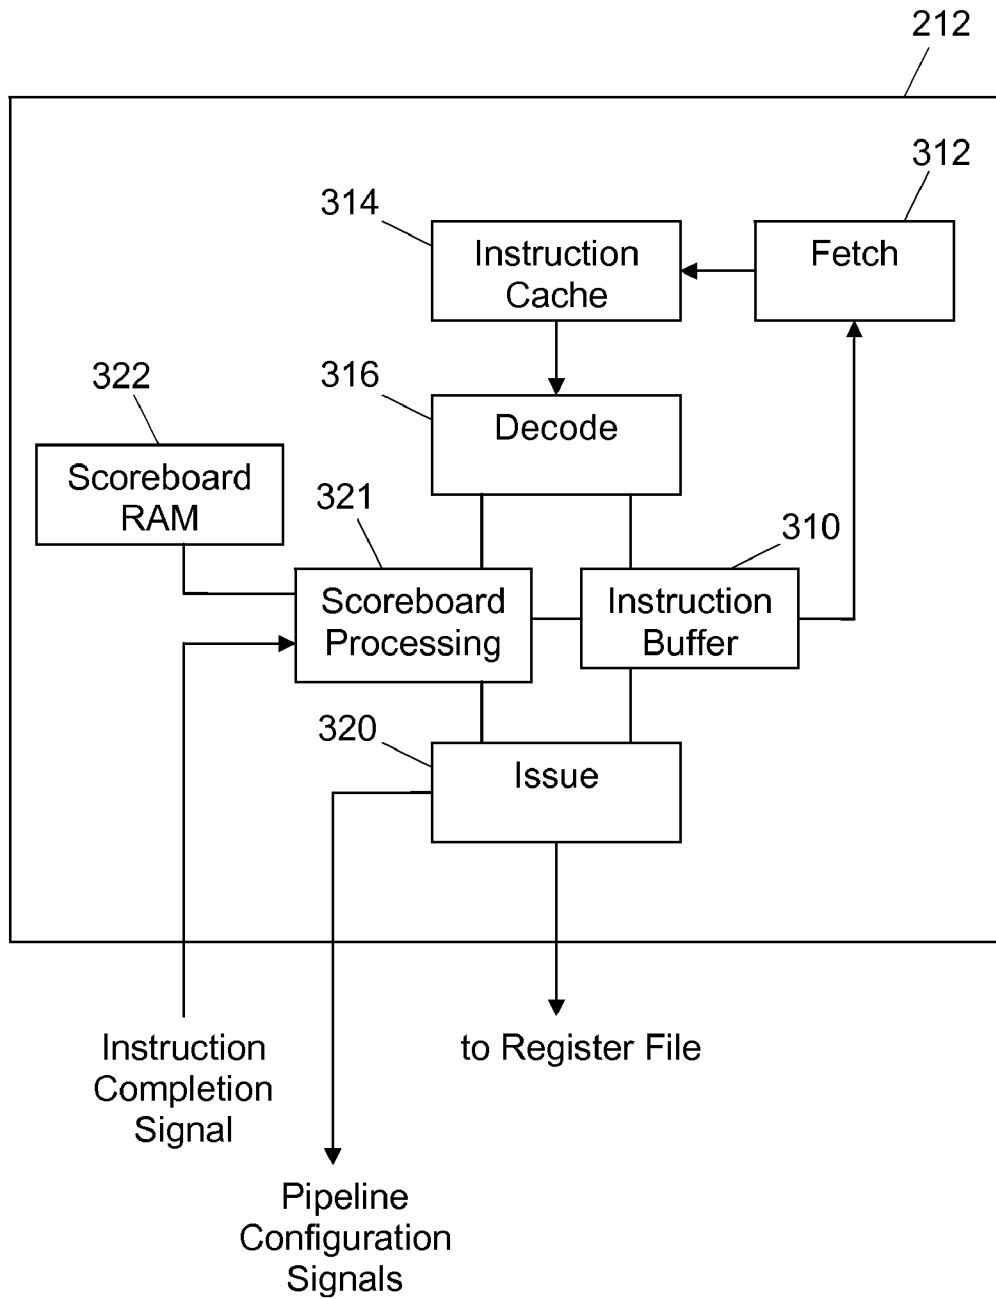 212
312
314
Instruction
Cache
Fetch
322
316
Decode
Scoreboard
RAM
321
310
Scoreboard
Processing
Instruction
Buffer
320
Issue
Instruction
Completion
Signal
to Register File
Pipeline
Configuration
Signals